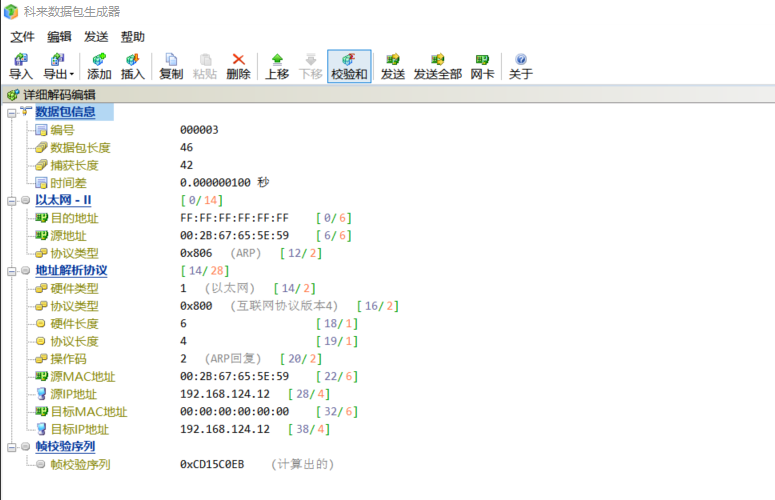 科来数据包生成器
文件 编辑 发送 帮助
导入 导出 添加 插入 复制 粘贴 删除 上移 下移 校验和 发送 发送全部 网卡 关于
详细解码编辑
数据包信息
编号 000003
数据包长度 46
捕获长度 42
时间差 0.000000100 秒
以太网 - II [0/14]
目的地址 FF:FF:FF:FF:FF:FF [0/6]
源地址 00:2B:67:65:5E:59 [6/6]
协议类型 0x806 (ARP) [12/2]
地址解析协议 [14/28]
硬件类型 1 (以太网) [14/2]
协议类型 0x800 (互联网协议版本4) [16/2]
硬件长度 6 [18/1]
协议长度 4 [19/1]
操作码 2 (ARP回复) [20/2]
源MAC地址 00:2B:67:65:5E:59 [22/6]
源IP地址 192.168.124.12 [28/4]
目标MAC地址 00:00:00:00:00:00 [32/6]
目标IP地址 192.168.124.12 [38/4]
帧校验序列
帧校验序列 0xCD15C0EB (计算出的)